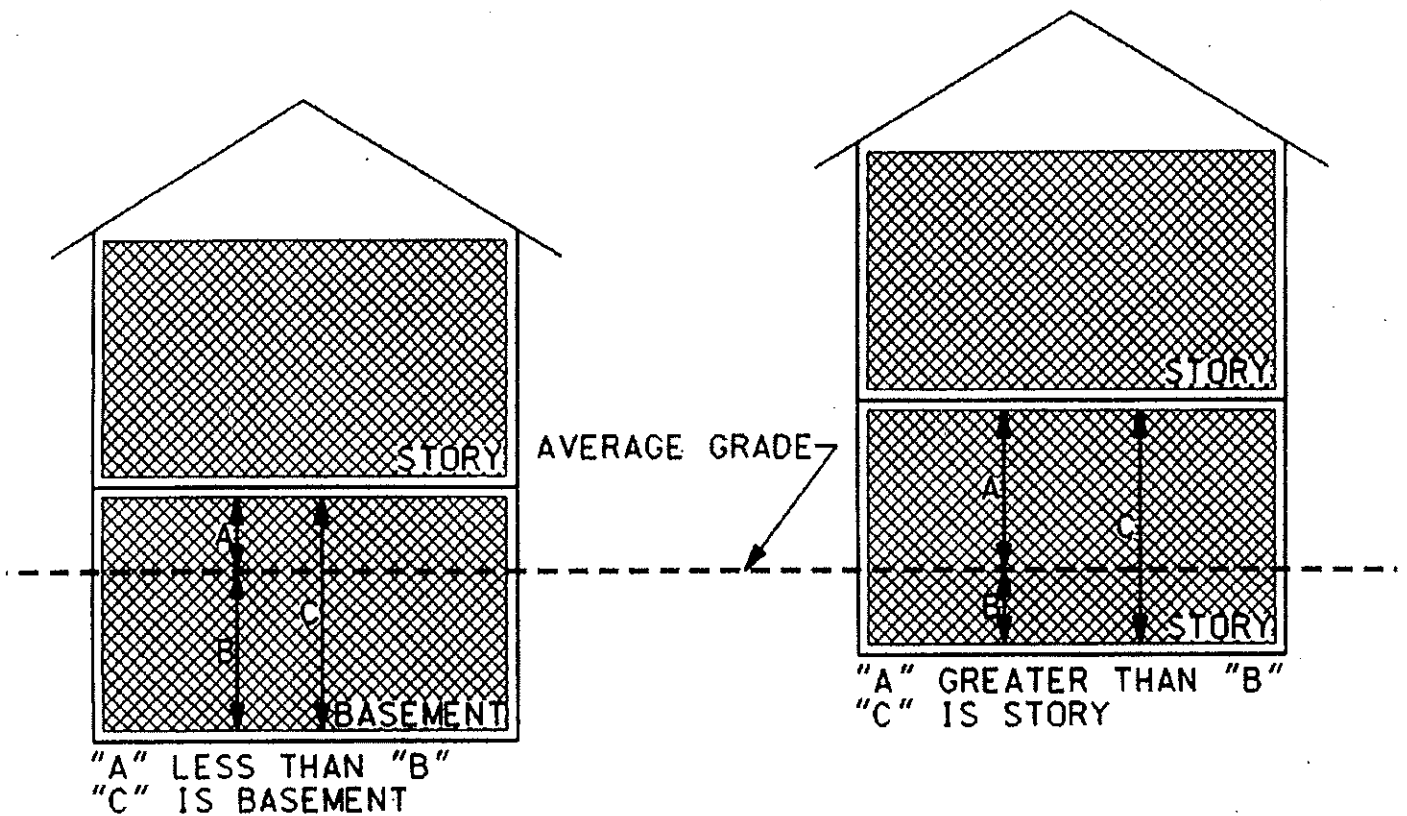 STORY
A
B
C
BASEMENT
"A" LESS THAN "B"
"C" IS BASEMENT
AVERAGE GRADE
STORY
A
B
C
STORY
"A" GREATER THAN "B"
"C" IS STORY